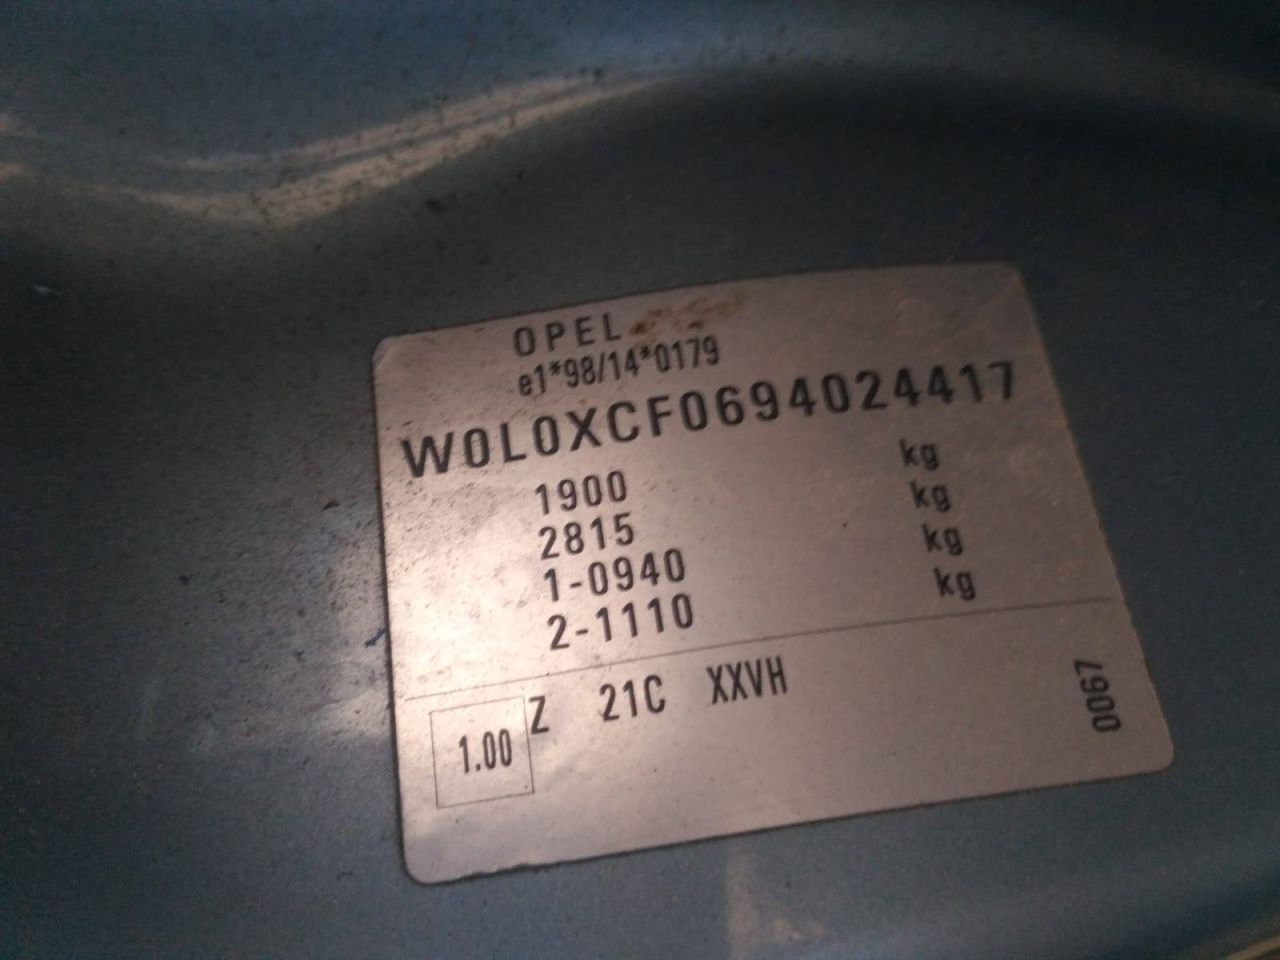 OPEL
e1*98/14*0179
W0L0XCF0694024417
1900 kg
2815 kg
1-0940 kg
2-1110 kg
Z 21C XXVH
1.00
0067